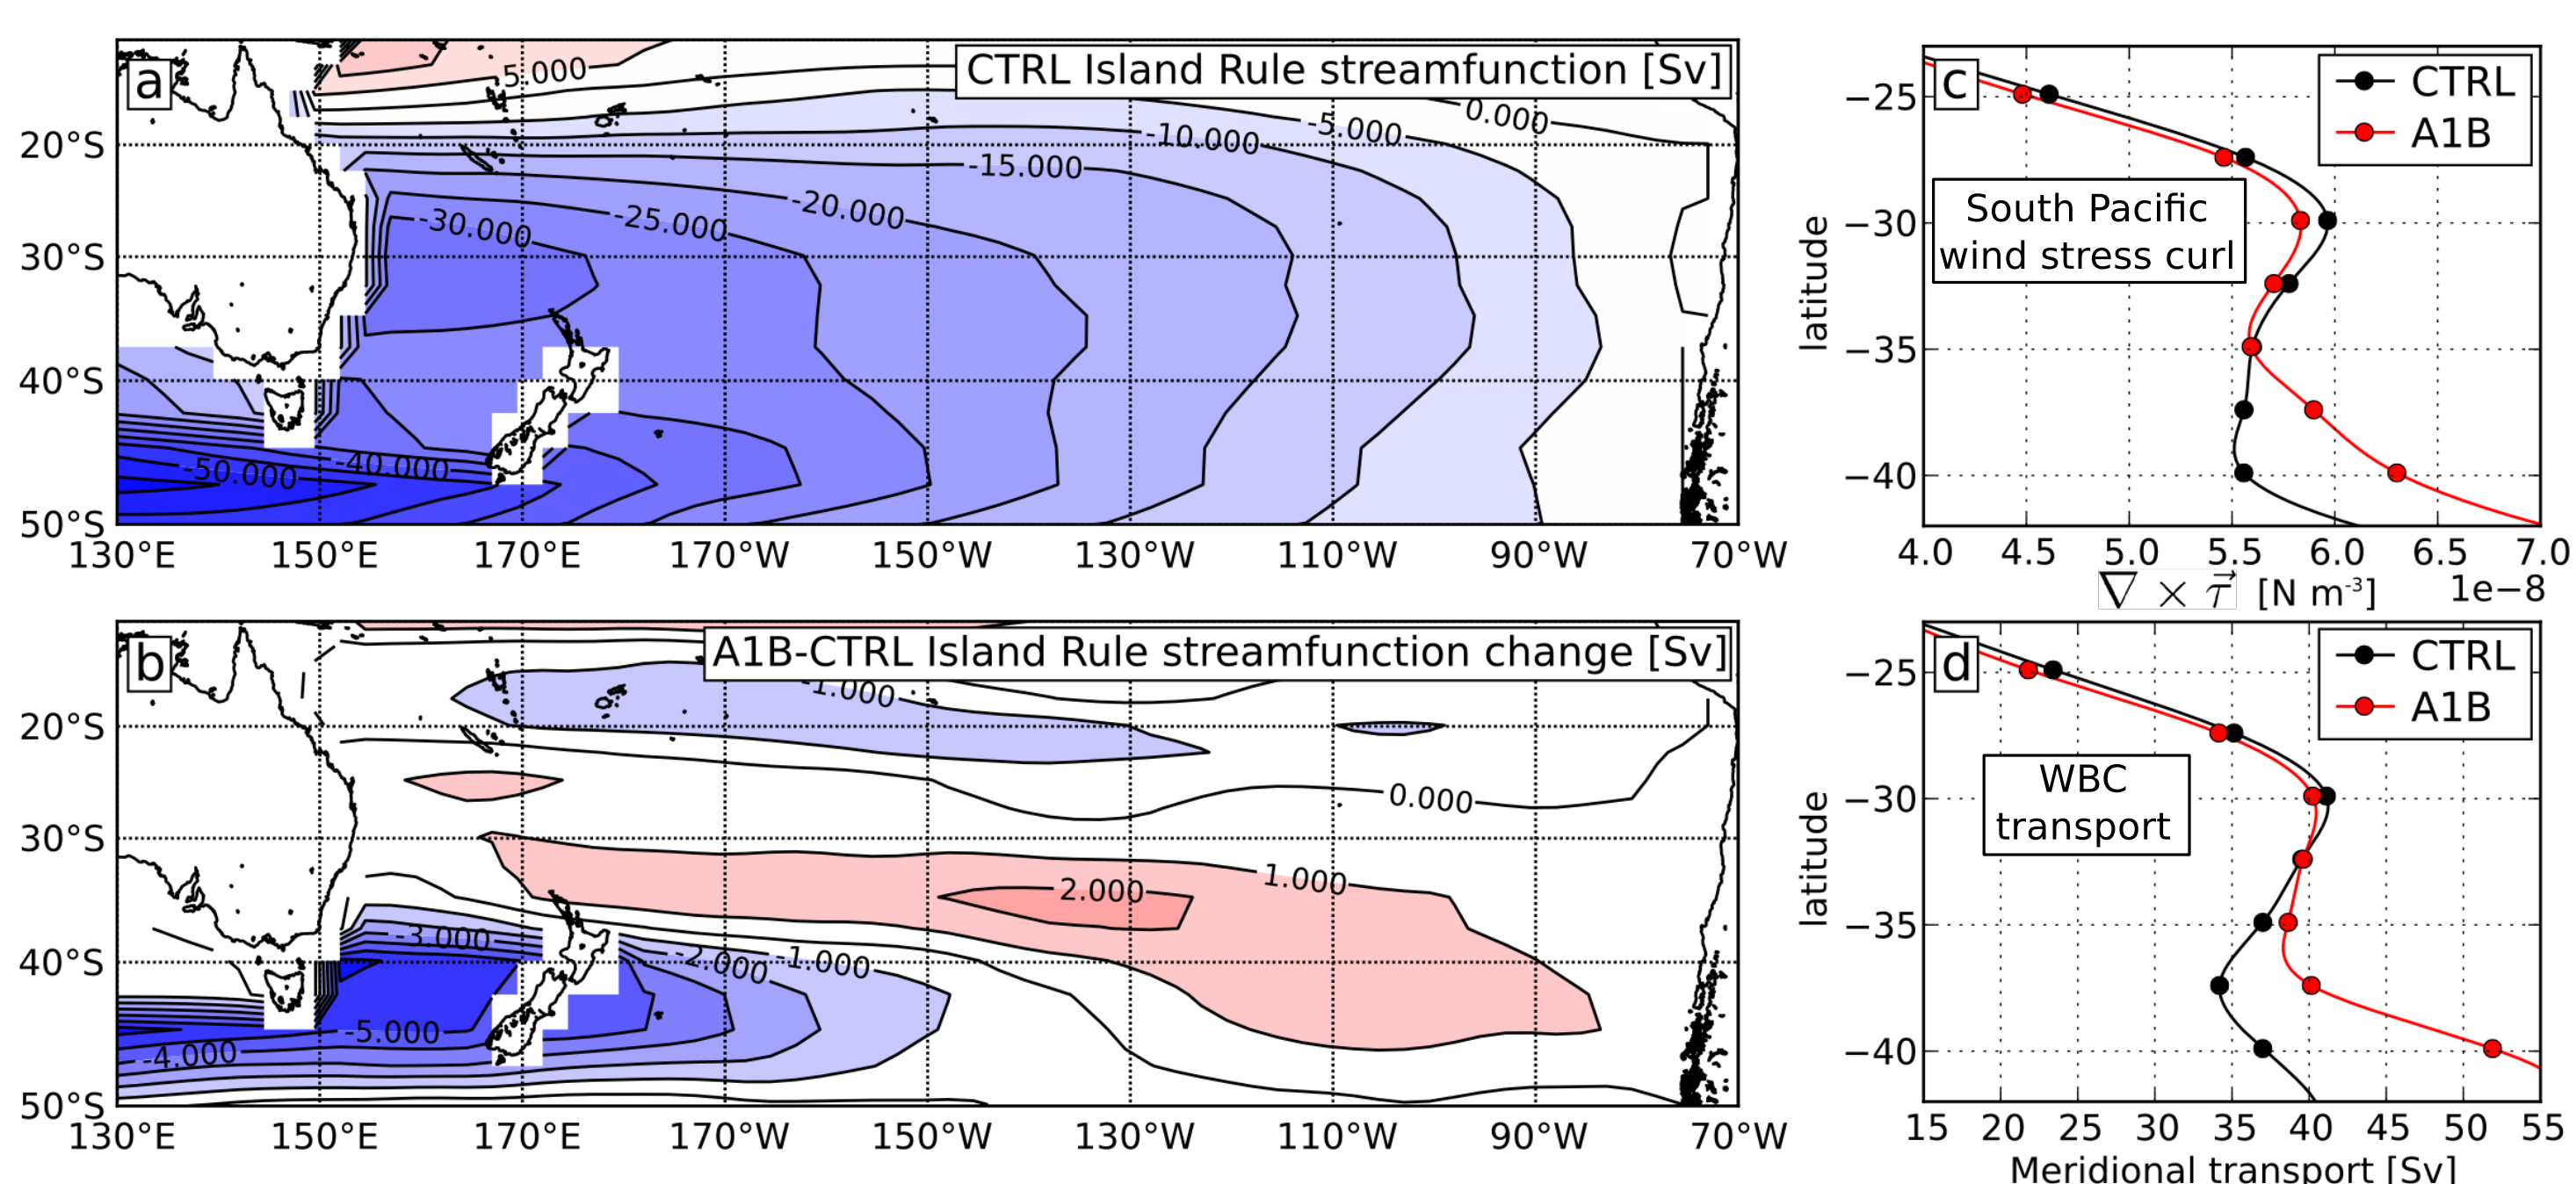 a
CTRL Island Rule streamfunction [Sv]
5.000
0.000
-5.000
-10.000
-15.000
-20.000
-25.000
-30.000
-40.000
-50.000
20°S
30°S
40°S
50°S
130°E 150°E 170°E 170°W 150°W 130°W 110°W 90°W 70°W
b
A1B-CTRL Island Rule streamfunction change [Sv]
-1.000
0.000
1.000
2.000
-3.000
-2.000
-1.000
-5.000
-4.000
20°S
30°S
40°S
50°S
130°E 150°E 170°E 170°W 150°W 130°W 110°W 90°W 70°W
c
CTRL
A1B
South Pacific
wind stress curl
latitude
−25
−30
−35
−40
4.0 4.5 5.0 5.5 6.0 6.5 7.0
∇ × τ⃗ [N m⁻³] 1e−8
d
CTRL
A1B
WBC
transport
latitude
−25
−30
−35
−40
15 20 25 30 35 40 45 50 55
Meridional transport [Sv]